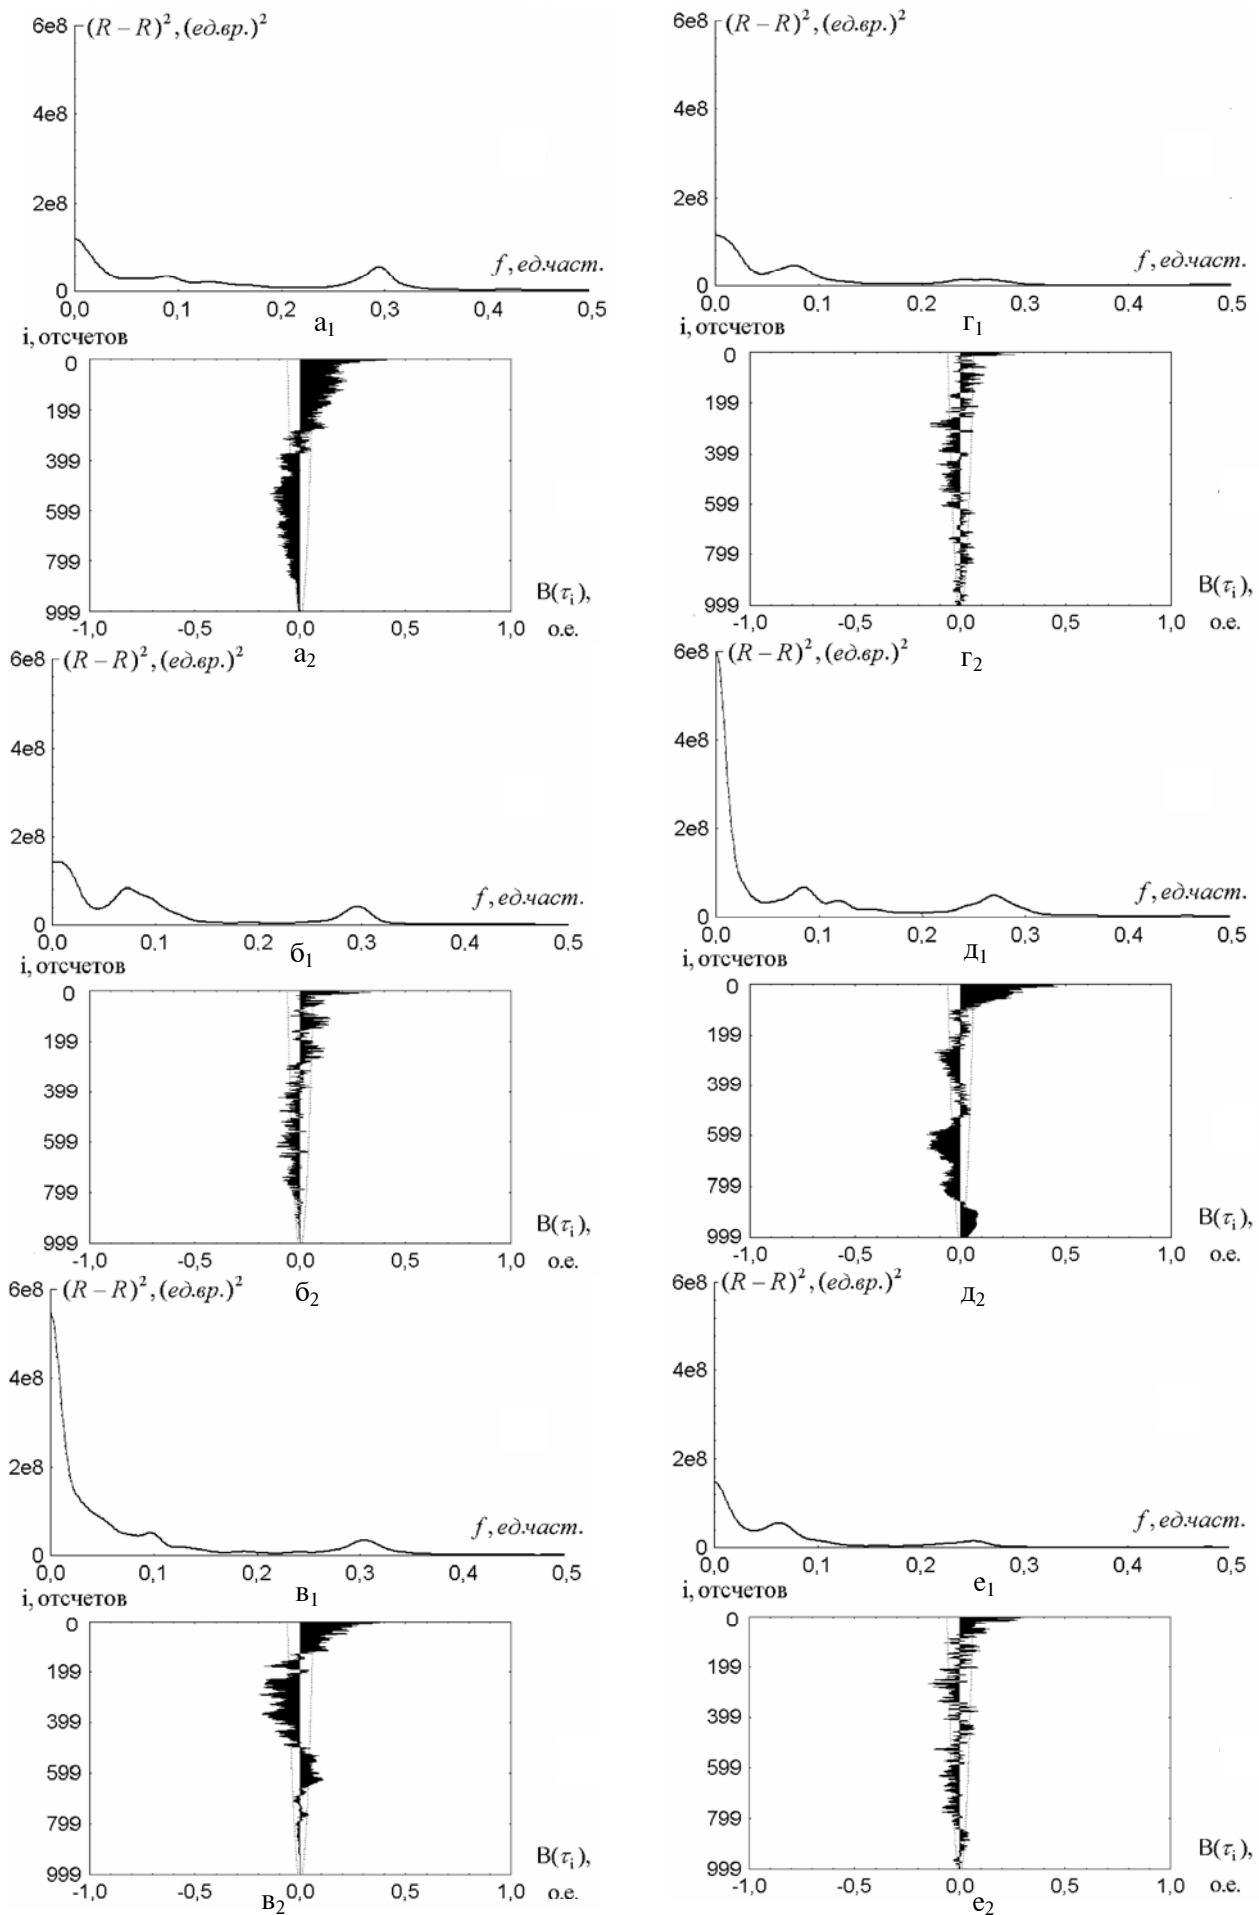 6e8 (R – R)², (ед.вр.)²
4e8
2e8
0
f, ед.част.
0,0 0,1 0,2 0,3 0,4 0,5
а₁
i, отсчетов
0
199
399
599
799
999
B(τᵢ),
-1,0 -0,5 0,0 0,5 1,0 о.е.
а₂
6e8 (R – R)², (ед.вр.)²
4e8
2e8
0
f, ед.част.
0,0 0,1 0,2 0,3 0,4 0,5
б₁
i, отсчетов
0
199
399
599
799
999
B(τᵢ),
-1,0 -0,5 0,0 0,5 1,0 о.е.
б₂
6e8 (R – R)², (ед.вр.)²
4e8
2e8
0
f, ед.част.
0,0 0,1 0,2 0,3 0,4 0,5
в₁
i, отсчетов
0
199
399
599
799
999
B(τᵢ),
-1,0 -0,5 0,0 0,5 1,0 о.е.
в₂
6e8 (R – R)², (ед.вр.)²
4e8
2e8
0
f, ед.част.
0,0 0,1 0,2 0,3 0,4 0,5
г₁
i, отсчетов
0
199
399
599
799
999
B(τᵢ),
-1,0 -0,5 0,0 0,5 1,0 о.е.
г₂
6e8 (R – R)², (ед.вр.)²
4e8
2e8
0
f, ед.част.
0,0 0,1 0,2 0,3 0,4 0,5
д₁
i, отсчетов
0
199
399
599
799
999
B(τᵢ),
-1,0 -0,5 0,0 0,5 1,0 о.е.
д₂
6e8 (R – R)², (ед.вр.)²
4e8
2e8
0
f, ед.част.
0,0 0,1 0,2 0,3 0,4 0,5
е₁
i, отсчетов
0
199
399
599
799
999
B(τᵢ),
-1,0 -0,5 0,0 0,5 1,0 о.е.
е₂